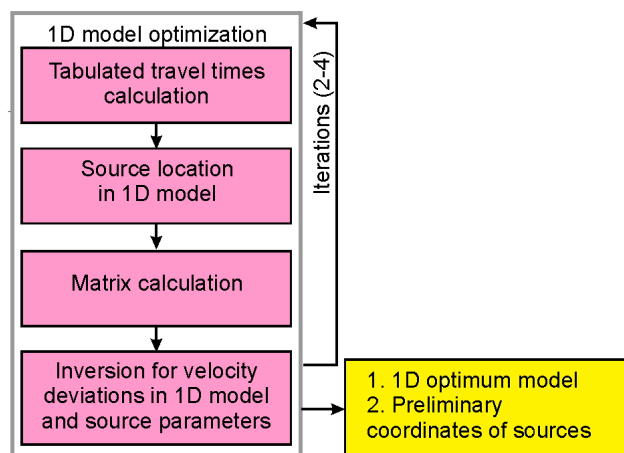 1D model optimization
Tabulated travel times
calculation
Source location
in 1D model
Matrix calculation
Inversion for velocity
deviations in 1D model
and source parameters
Iterations (2-4)
1. 1D optimum model
2. Preliminary
coordinates of sources